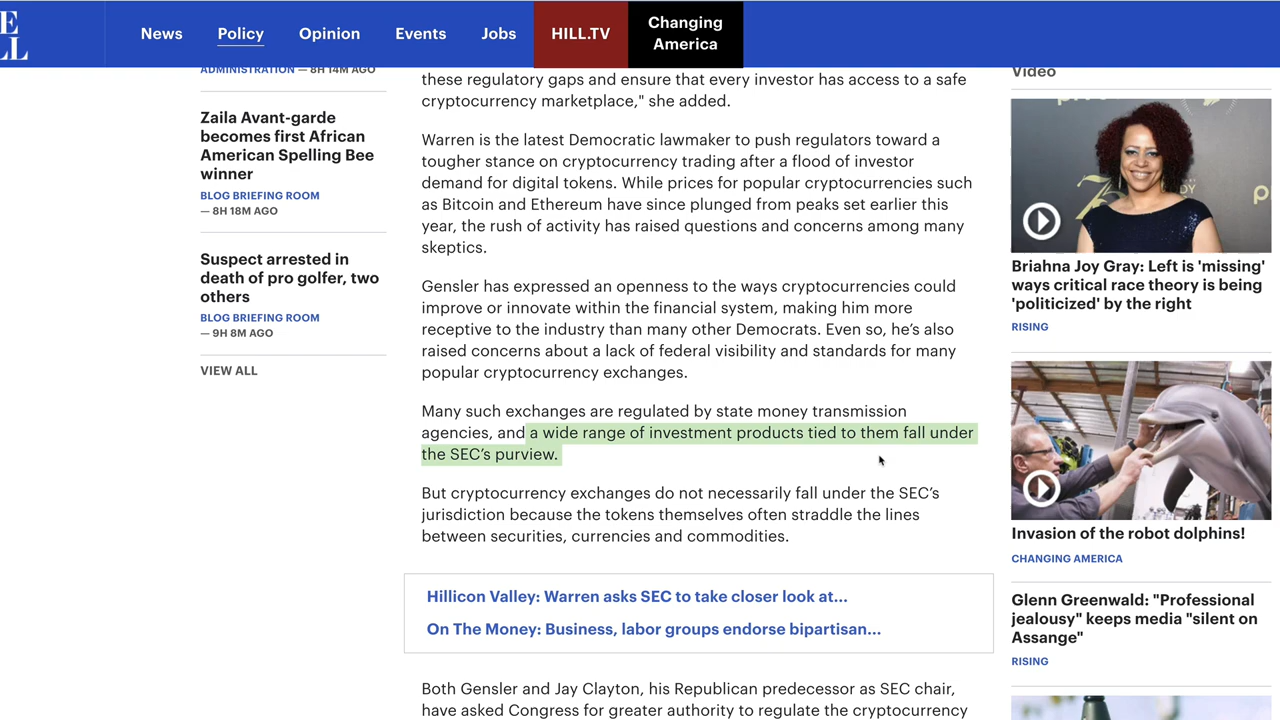 E
LL
News
Policy
Opinion
Events
Jobs
HILL.TV
Changing
America
ADMINISTRATION — 8H 14M AGO
Zaila Avant-garde
becomes first African
American Spelling Bee
winner
BLOG BRIEFING ROOM
— 8H 18M AGO
Suspect arrested in
death of pro golfer, two
others
BLOG BRIEFING ROOM
— 9H 8M AGO
VIEW ALL
these regulatory gaps and ensure that every investor has access to a safe
cryptocurrency marketplace," she added.
Warren is the latest Democratic lawmaker to push regulators toward a
tougher stance on cryptocurrency trading after a flood of investor
demand for digital tokens. While prices for popular cryptocurrencies such
as Bitcoin and Ethereum have since plunged from peaks set earlier this
year, the rush of activity has raised questions and concerns among many
skeptics.
Gensler has expressed an openness to the ways cryptocurrencies could
improve or innovate within the financial system, making him more
receptive to the industry than many other Democrats. Even so, he's also
raised concerns about a lack of federal visibility and standards for many
popular cryptocurrency exchanges.
Many such exchanges are regulated by state money transmission
agencies, and a wide range of investment products tied to them fall under
the SEC's purview.
But cryptocurrency exchanges do not necessarily fall under the SEC's
jurisdiction because the tokens themselves often straddle the lines
between securities, currencies and commodities.
Hillicon Valley: Warren asks SEC to take closer look at...
On The Money: Business, labor groups endorse bipartisan...
Both Gensler and Jay Clayton, his Republican predecessor as SEC chair,
have asked Congress for greater authority to regulate the cryptocurrency
Video
Briahna Joy Gray: Left is 'missing'
ways critical race theory is being
'politicized' by the right
RISING
Invasion of the robot dolphins!
CHANGING AMERICA
Glenn Greenwald: "Professional
jealousy" keeps media "silent on
Assange"
RISING